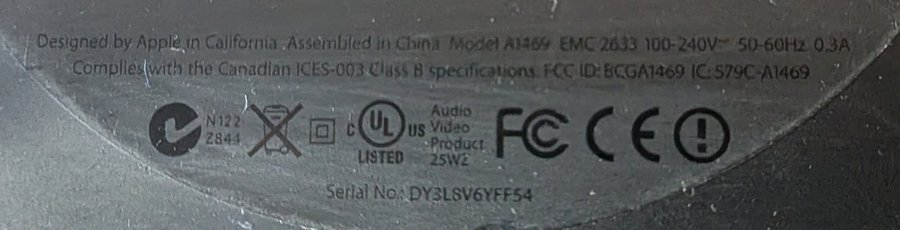 Designed by Apple in California Assembled in China Model A1469 EMC 2633 100-240V~ 50-60Hz 0.3A
Complies with the Canadian ICES-003 Class B specifications. FCC ID: BCGA1469 IC: 579C-A1469
N122
Z844
C UL US
LISTED
Audio
Video
Product
25W2
FC CE
Serial No.: DY3L8V6YFF54